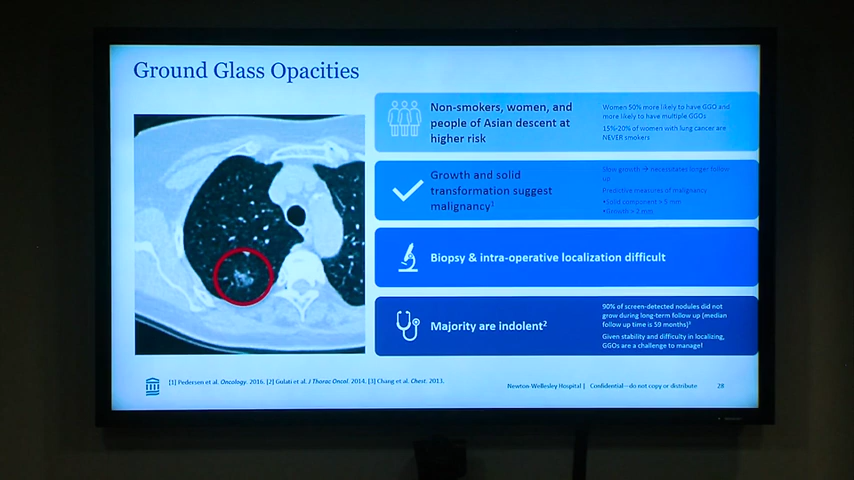 Ground Glass Opacities
Non-smokers, women, and
people of Asian descent at
higher risk
Women 50% more likely to have GGO and
more likely to have multiple GGOs
15%-20% of women with lung cancer are
NEVER smokers
Growth and solid
transformation suggest
malignancy¹
Slow growth → necessitates longer follow
up
Predictive measures of malignancy
•Solid component > 5 mm
•Growth > 2 mm
Biopsy & intra-operative localization difficult
Majority are indolent²
90% of screen-detected nodules did not
grow during long-term follow up (median
follow up time is 59 months)³
Given stability and difficulty in localizing,
GGOs are a challenge to manage!
[1] Pedersen et al. Oncology. 2016. [2] Gulati et al. J Thorac Oncol. 2014. [3] Chang et al. Chest. 2013.
Newton-Wellesley Hospital | Confidential—do not copy or distribute 28